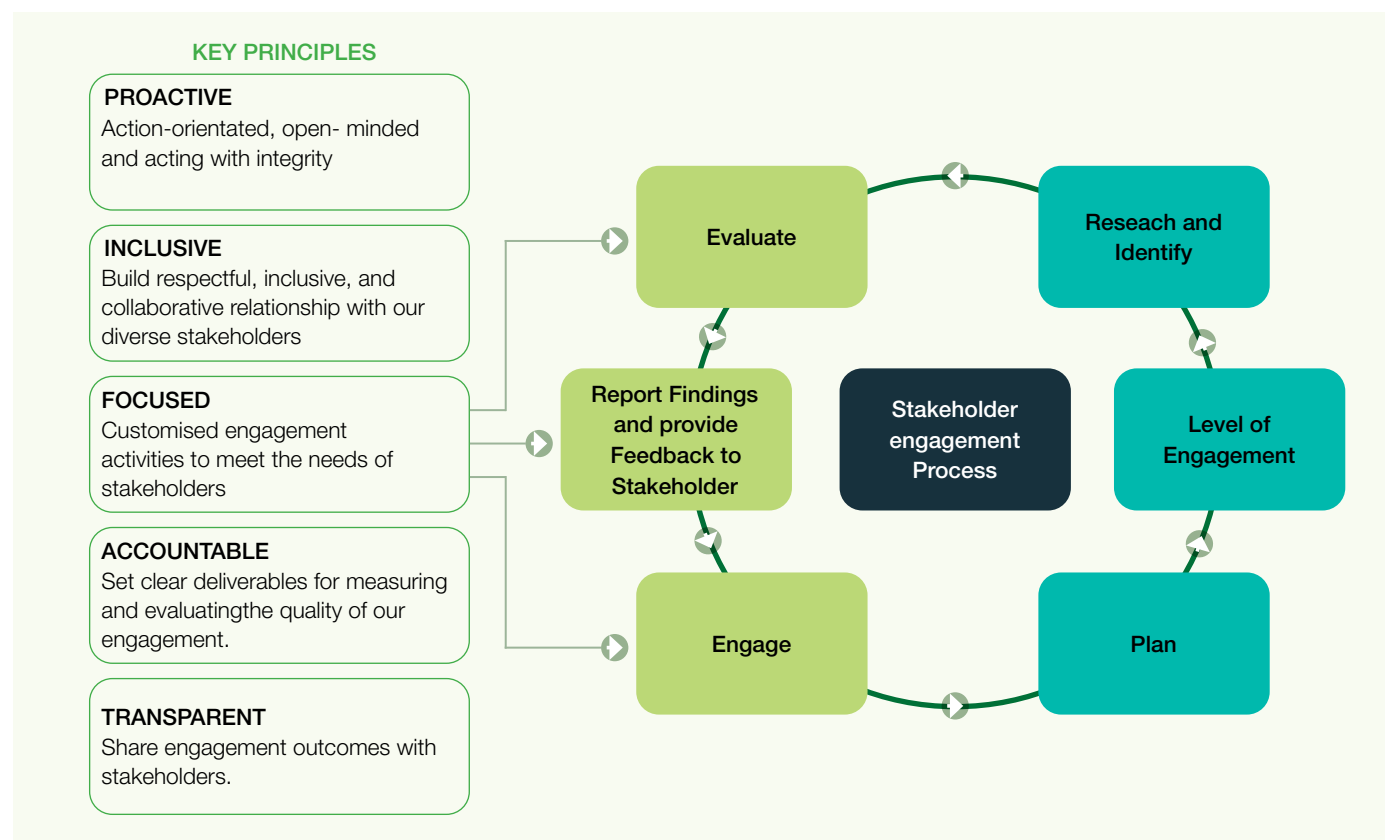 KEY PRINCIPLES
PROACTIVE
Action-orientated, open- minded
and acting with integrity
INCLUSIVE
Build respectful, inclusive, and
collaborative relationship with our
diverse stakeholders
FOCUSED
Customised engagement
activities to meet the needs of
stakeholders
ACCOUNTABLE
Set clear deliverables for measuring
and evaluatingthe quality of our
engagement.
TRANSPARENT
Share engagement outcomes with
stakeholders.
Evaluate
Reseach and
Identify
Report Findings
and provide
Feedback to
Stakeholder
Stakeholder
engagement
Process
Level of
Engagement
Engage
Plan